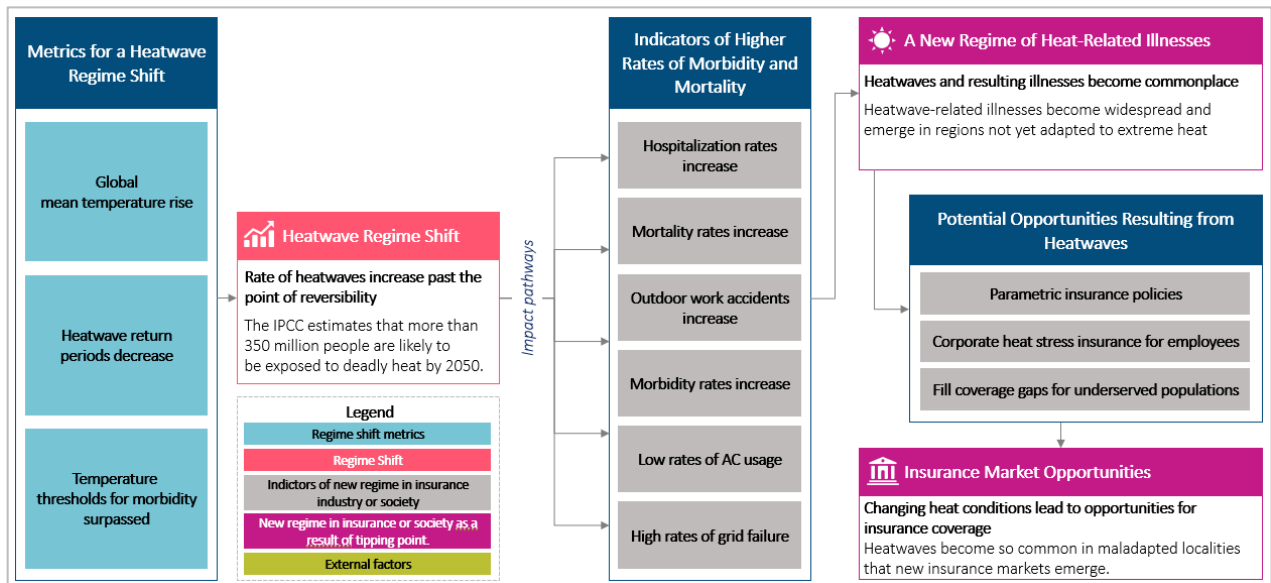 Metrics for a Heatwave
Regime Shift
Global
mean temperature rise
Heatwave return
periods decrease
Temperature
thresholds for morbidity
surpassed
Heatwave Regime Shift
Rate of heatwaves increase past the
point of reversibility
The IPCC estimates that more than
350 million people are likely to
be exposed to deadly heat by 2050.
Legend
Regime shift metrics
Regime Shift
Indictors of new regime in insurance
industry or society
New regime in insurance or society as a
result of tipping point.
External factors
Impact pathways
Indicators of Higher
Rates of Morbidity and
Mortality
Hospitalization rates
increase
Mortality rates increase
Outdoor work accidents
increase
Morbidity rates increase
Low rates of AC usage
High rates of grid failure
A New Regime of Heat-Related Illnesses
Heatwaves and resulting illnesses become commonplace
Heatwave-related illnesses become widespread and
emerge in regions not yet adapted to extreme heat
Potential Opportunities Resulting from
Heatwaves
Parametric insurance policies
Corporate heat stress insurance for employees
Fill coverage gaps for underserved populations
Insurance Market Opportunities
Changing heat conditions lead to opportunities for
insurance coverage
Heatwaves become so common in maladapted localities
that new insurance markets emerge.